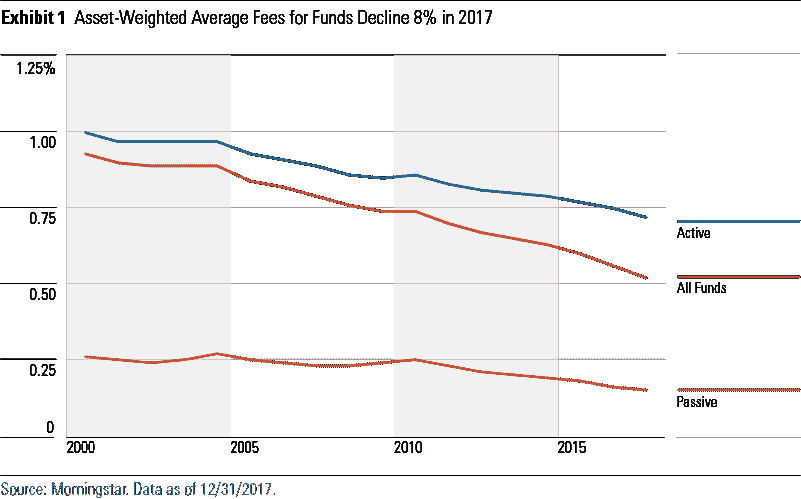 Exhibit 1 Asset-Weighted Average Fees for Funds Decline 8% in 2017
1.25%
1.00
0.75
Active
0.50
All Funds
0.25
Passive
0
2000 2005 2010 2015
Source: Morningstar. Data as of 12/31/2017.